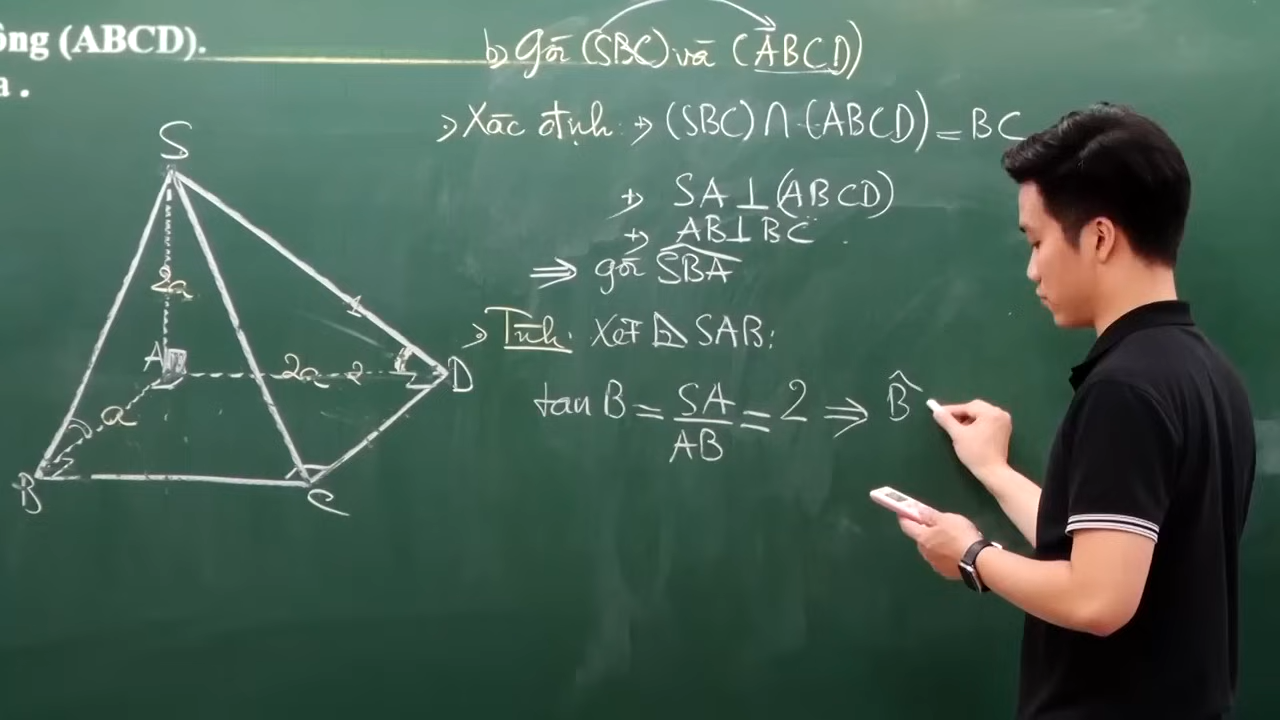 ông (ABCD).
a .
b) góc (SBC) và (ABCD)
Xác định: → (SBC) ∩ (ABCD) = BC
→ SA ⊥ (ABCD)
→ AB ⊥ BC.
⇒ góc SBA
Tính: Xét ⊿ SAB:
tan B = SA/AB = 2 ⇒ B̂
S
2a
A
2a
D
a
B
C